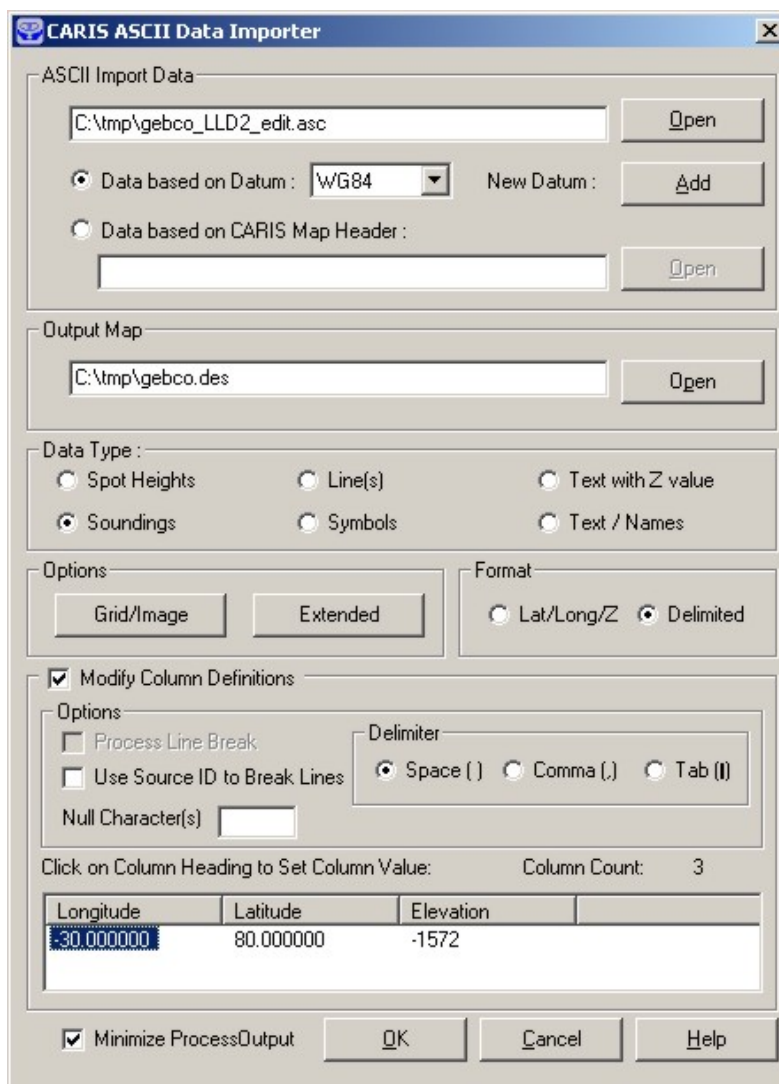 CARIS ASCII Data Importer
ASCII Import Data
C:\tmp\gebco_LLD2_edit.asc
Open
Data based on Datum :
WG84
New Datum :
Add
Data based on CARIS Map Header :
Open
Output Map
C:\tmp\gebco.des
Open
Data Type :
Spot Heights
Line(s)
Text with Z value
Soundings
Symbols
Text / Names
Options
Grid/Image
Extended
Format
Lat/Long/Z
Delimited
Modify Column Definitions
Options
Process Line Break
Use Source ID to Break Lines
Null Character(s)
Delimiter
Space ( )
Comma (,)
Tab (|)
Click on Column Heading to Set Column Value:
Column Count: 3
Longitude Latitude Elevation
-30.000000 80.000000 -1572
Minimize ProcessOutput
OK
Cancel
Help